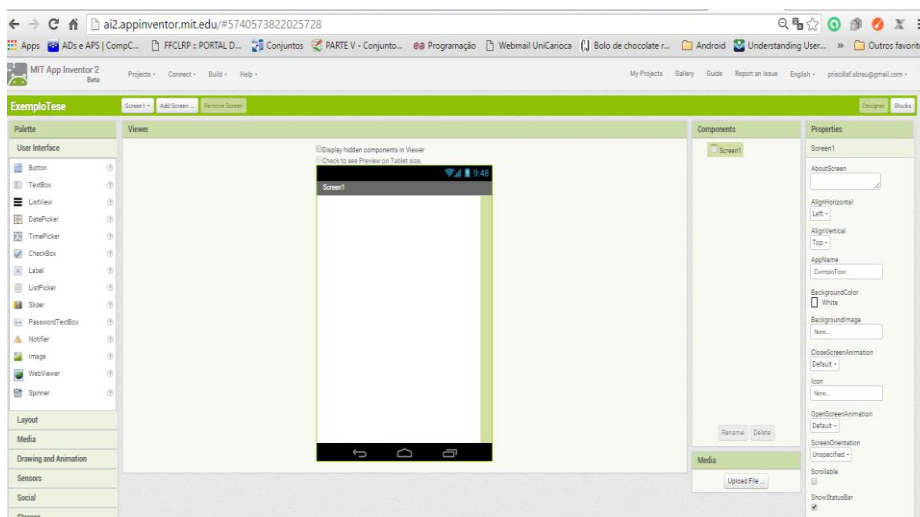 ai2.appinventor.mit.edu/#5740573822025728
Apps ADs e APS | CompC... FFCLRP :: PORTAL D... Conjuntos PARTE V - Conjunto... Programação Webmail UniCarioca Bolo de chocolate r... Android Understanding User... » Outros favorit
MIT App Inventor 2
Beta
Projects Connect Build Help My Projects Gallery Guide Report an Issue English priscillaf.abreu@gmail.com
ExemploTese Screen1 Add Screen ... Remove Screen Designer Blocks
Palette
User Interface
Button
TextBox
ListView
DatePicker
TimePicker
CheckBox
Label
ListPicker
Slider
PasswordTextBox
Notifier
Image
WebViewer
Spinner
Layout
Media
Drawing and Animation
Sensors
Social
Storage
Viewer
Display hidden components in Viewer
Check to see Preview on Tablet size.
9:48
Screen1
Components
Screen1
Rename Delete
Media
Upload File ...
Properties
Screen1
AboutScreen
AlignHorizontal
Left
AlignVertical
Top
AppName
ExemploTese
BackgroundColor
White
BackgroundImage
None...
CloseScreenAnimation
Default
Icon
None...
OpenScreenAnimation
Default
ScreenOrientation
Unspecified
Scrollable
ShowStatusBar